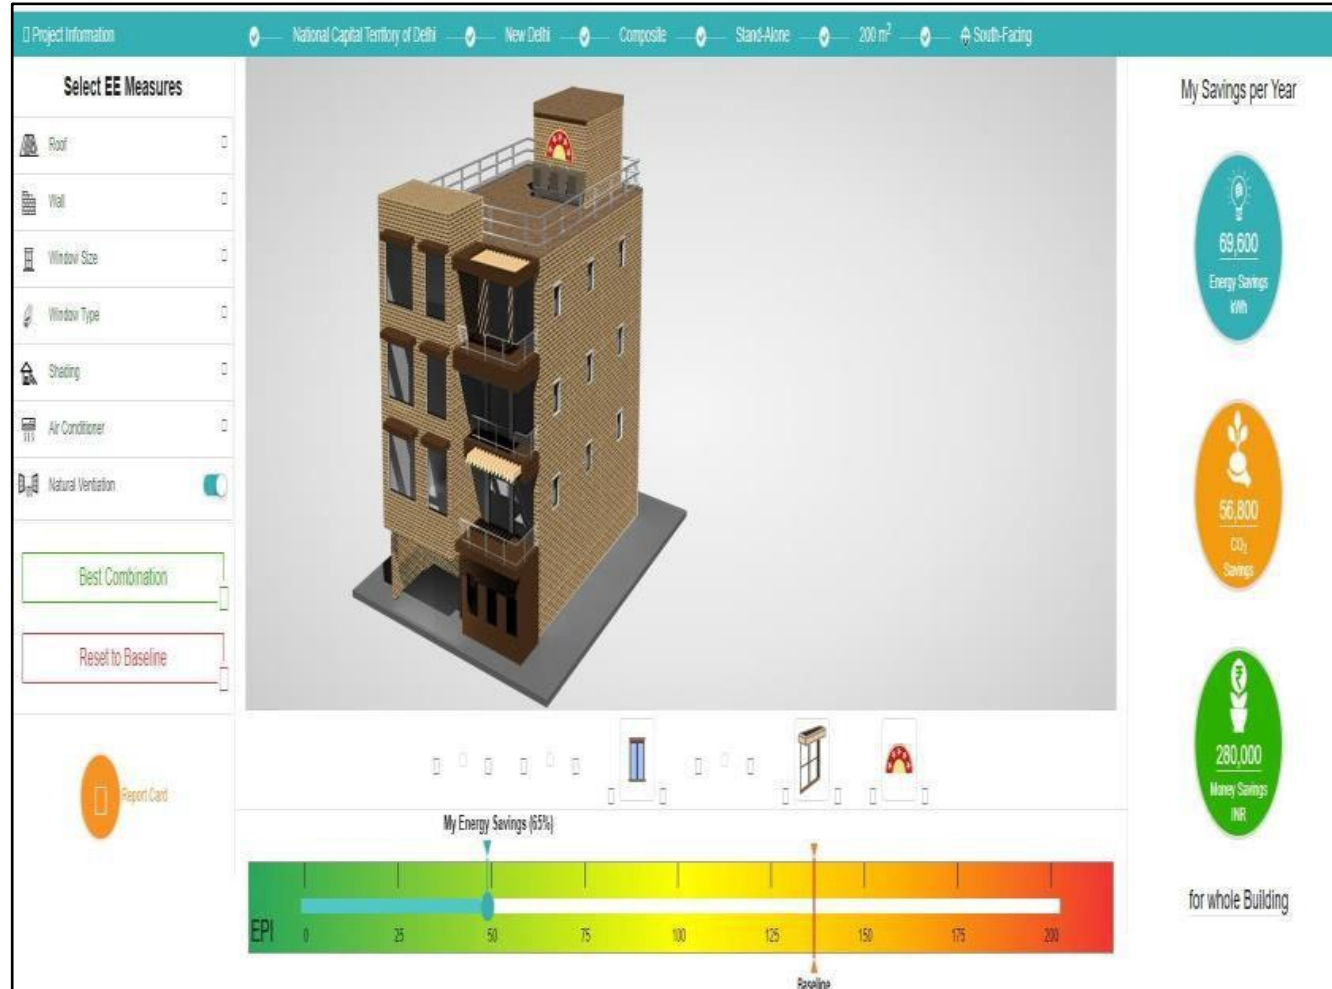 Project Information
National Capital Territory of Delhi
New Delhi
Composite
Stand-Alone
200 m²
South-Facing
Select EE Measures
Roof
Wall
Window Size
Window Type
Shading
Air Conditioner
Natural Ventilation
Best Combination
Reset to Baseline
Report Card
My Savings per Year
69,600
Energy Savings
kWh
56,800
CO₂
Savings
280,000
Money Savings
INR
for whole Building
My Energy Savings (65%)
EPI
0 25 50 75 100 125 150 175 200
Baseline